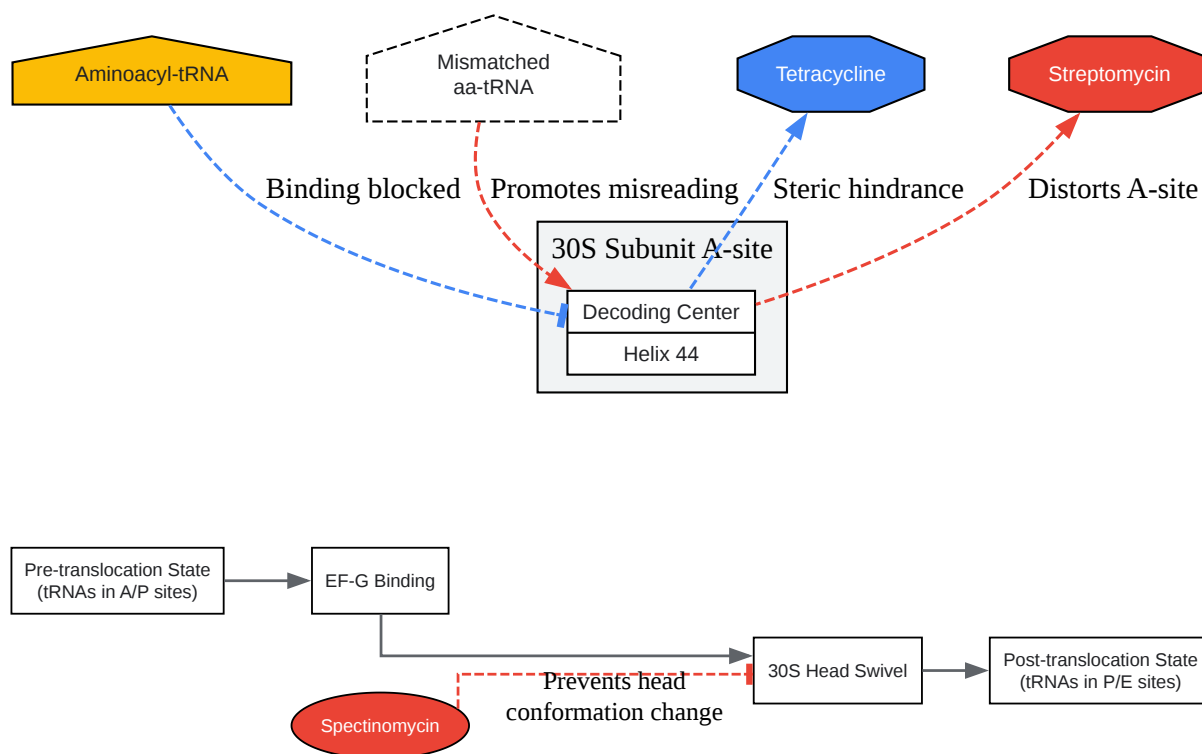 Aminoacyl-tRNA
Mismatched
aa-tRNA
Tetracycline
Streptomycin
Binding blocked
Promotes misreading
Steric hindrance
Distorts A-site
30S Subunit A-site
Decoding Center
Helix 44
Pre-translocation State
(tRNAs in A/P sites)
EF-G Binding
30S Head Swivel
Post-translocation State
(tRNAs in P/E sites)
Prevents head
conformation change
Spectinomycin